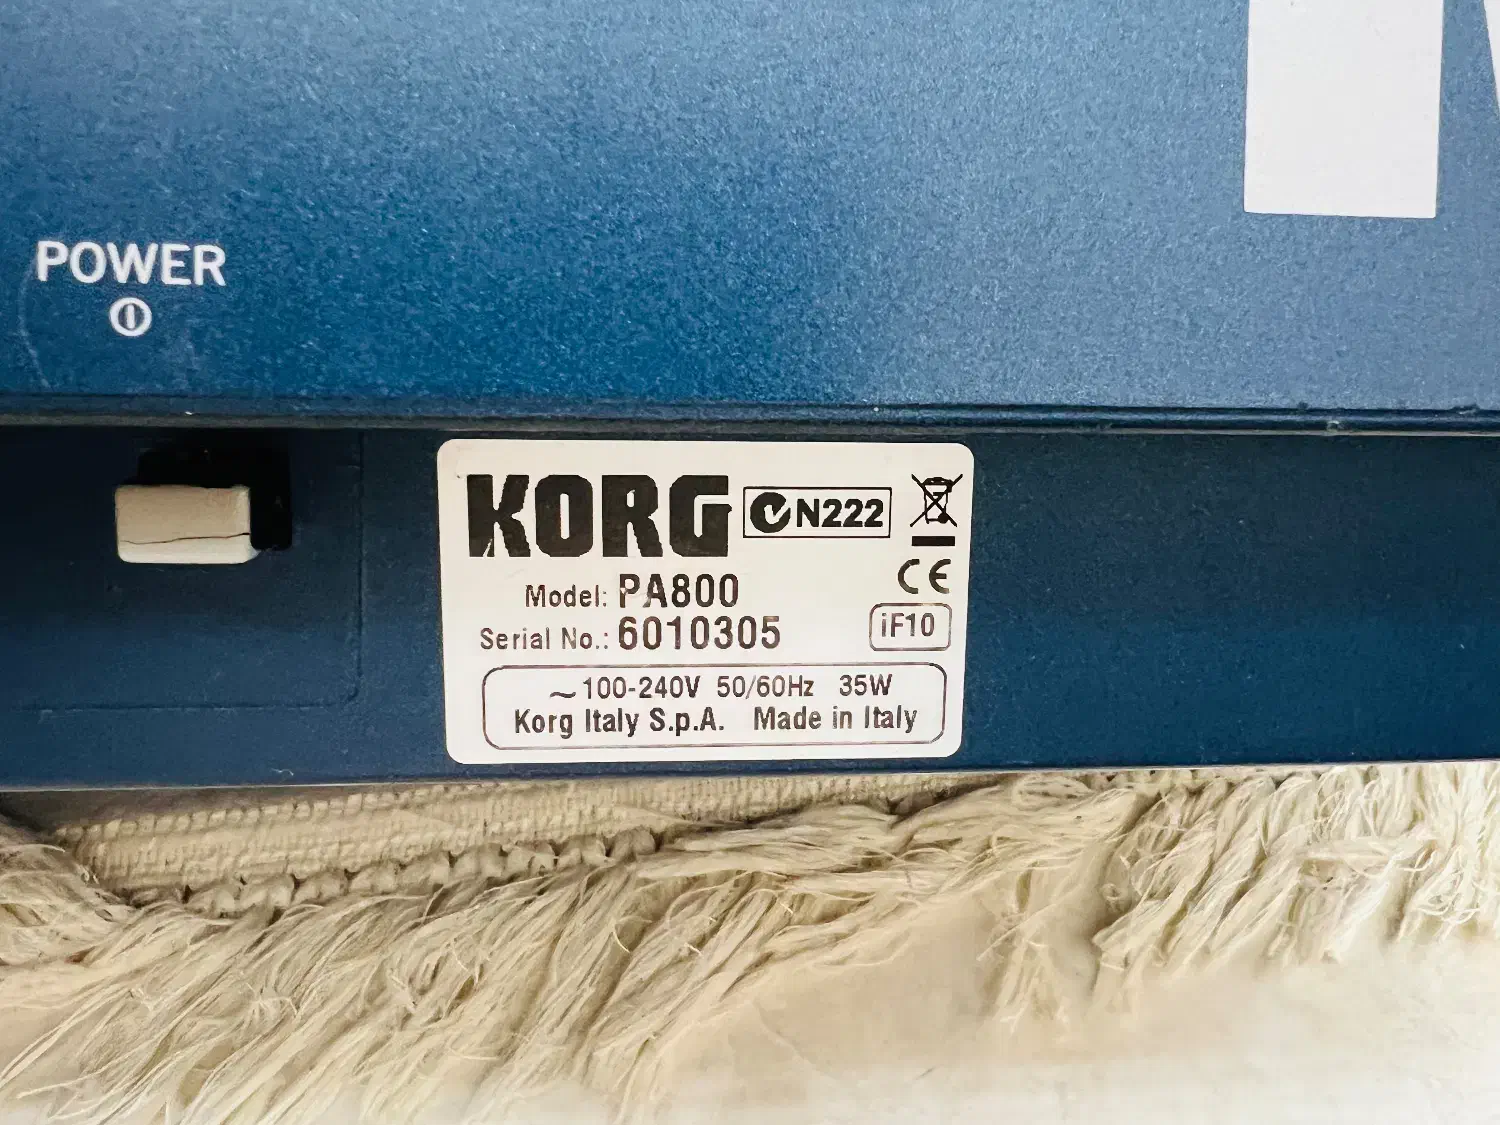 POWER
KORG N222
Model: PA800
CE
Serial No.: 6010305
iF10
~100-240V 50/60Hz 35W
Korg Italy S.p.A. Made in Italy